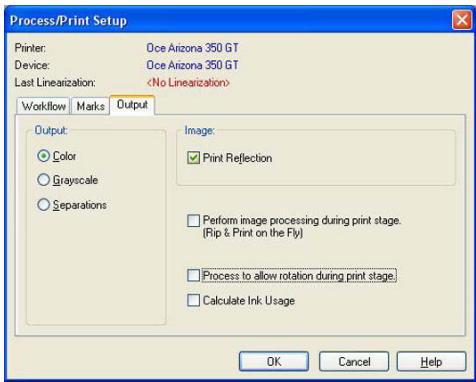 Process/Print Setup
Printer: Oce Arizona 350 GT
Device: Oce Arizona 350 GT
Last Linearization: <No Linearization>
Workflow Marks Output
Output: Image:
Color Print Reflection
Grayscale
Separations
Perform image processing during print stage.
(Rip & Print on the Fly)
Process to allow rotation during print stage.
Calculate Ink Usage
OK Cancel Help